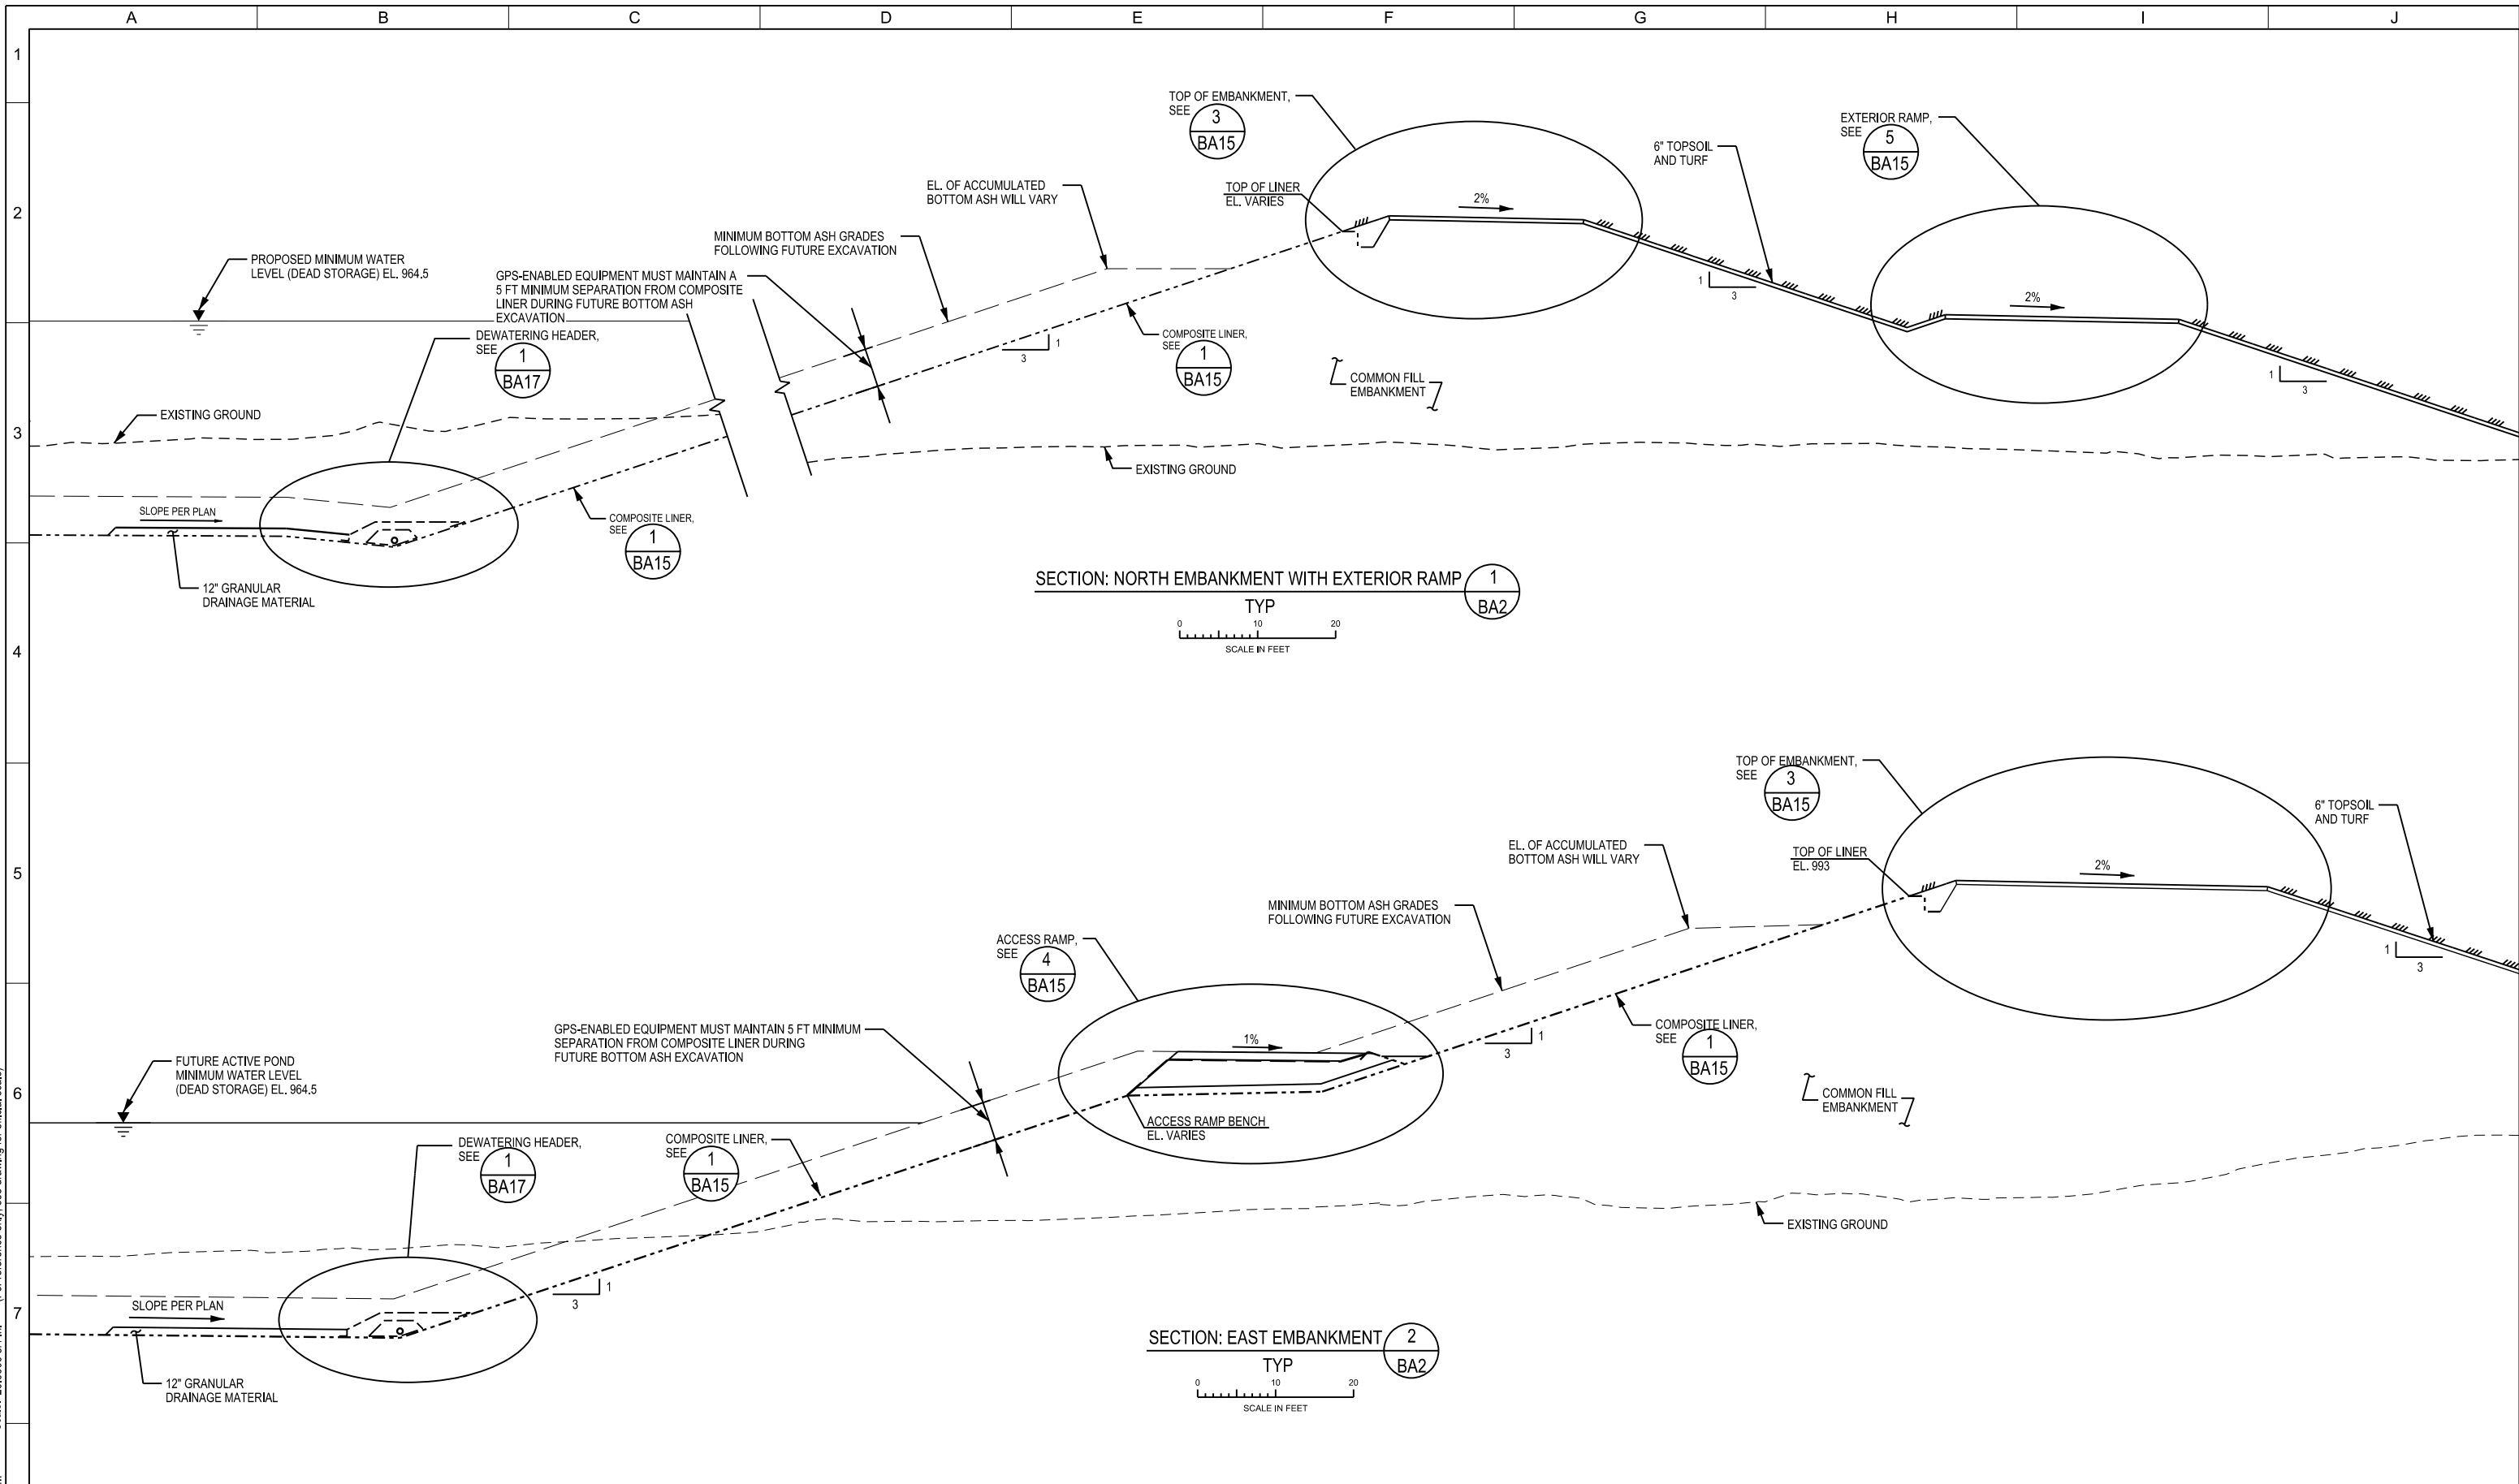 A B C D E F G H I J
1
2
3
4
5
6
7
TOP OF EMBANKMENT,
SEE
3
BA15
EXTERIOR RAMP,
SEE
5
BA15
6" TOPSOIL
AND TURF
EL. OF ACCUMULATED
BOTTOM ASH WILL VARY
TOP OF LINER
EL. VARIES
2%
MINIMUM BOTTOM ASH GRADES
FOLLOWING FUTURE EXCAVATION
PROPOSED MINIMUM WATER
LEVEL (DEAD STORAGE) EL. 964.5
GPS-ENABLED EQUIPMENT MUST MAINTAIN A
5 FT MINIMUM SEPARATION FROM COMPOSITE
LINER DURING FUTURE BOTTOM ASH
EXCAVATION
1
3
2%
DEWATERING HEADER,
SEE
1
BA17
3
1
COMPOSITE LINER,
SEE
1
BA15
COMMON FILL
EMBANKMENT
1
3
EXISTING GROUND
EXISTING GROUND
SLOPE PER PLAN
COMPOSITE LINER,
SEE
1
BA15
12" GRANULAR
DRAINAGE MATERIAL
SECTION: NORTH EMBANKMENT WITH EXTERIOR RAMP
1
BA2
TYP
0 10 20
SCALE IN FEET
TOP OF EMBANKMENT,
SEE
3
BA15
6" TOPSOIL
AND TURF
EL. OF ACCUMULATED
BOTTOM ASH WILL VARY
TOP OF LINER
EL. 993
2%
MINIMUM BOTTOM ASH GRADES
FOLLOWING FUTURE EXCAVATION
ACCESS RAMP,
SEE
4
BA15
1
3
GPS-ENABLED EQUIPMENT MUST MAINTAIN 5 FT MINIMUM
SEPARATION FROM COMPOSITE LINER DURING
FUTURE BOTTOM ASH EXCAVATION
1%
3
1
COMPOSITE LINER,
SEE
1
BA15
FUTURE ACTIVE POND
MINIMUM WATER LEVEL
(DEAD STORAGE) EL. 964.5
COMMON FILL
EMBANKMENT
ACCESS RAMP BENCH
EL. VARIES
DEWATERING HEADER,
SEE
1
BA17
COMPOSITE LINER,
SEE
1
BA15
EXISTING GROUND
3
1
SLOPE PER PLAN
12" GRANULAR
DRAINAGE MATERIAL
SECTION: EAST EMBANKMENT
2
BA2
TYP
0 10 20
SCALE IN FEET